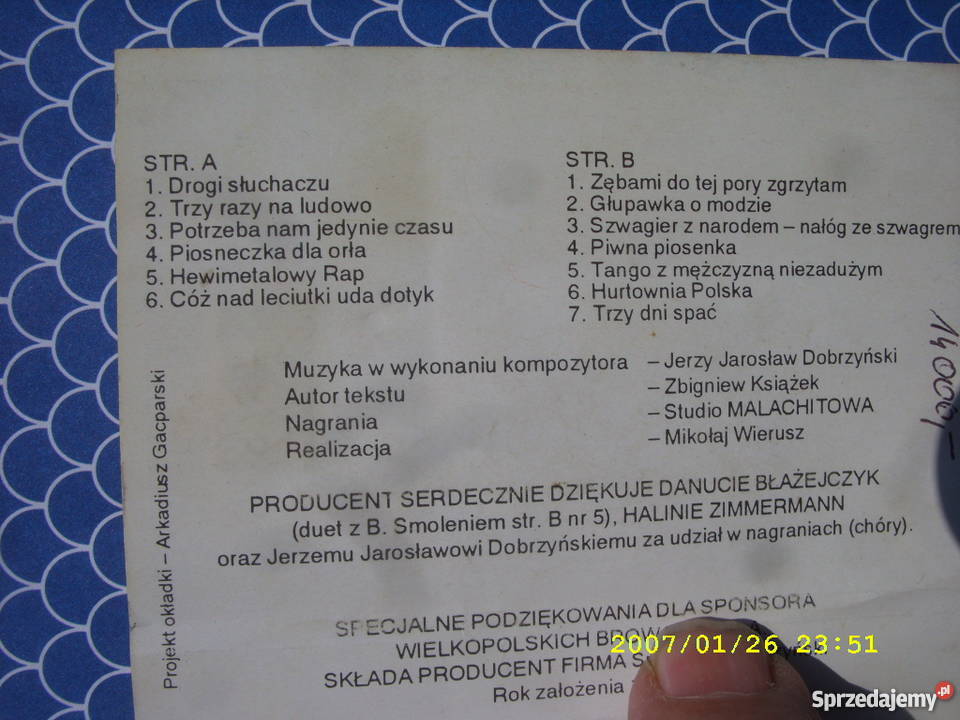 STR. A
1. Drogi słuchaczu
2. Trzy razy na ludowo
3. Potrzeba nam jedynie czasu
4. Piosneczka dla orła
5. Hewimetalowy Rap
6. Cóż nad leciutki uda dotyk
STR. B
1. Zębami do tej pory zgrzytam
2. Głupawka o modzie
3. Szwagier z narodem – nałóg ze szwagrem
4. Piwna piosenka
5. Tango z mężczyzną niezadużym
6. Hurtownia Polska
7. Trzy dni spać
Muzyka w wykonaniu kompozytora – Jerzy Jarosław Dobrzyński
Autor tekstu – Zbigniew Książek
Nagrania – Studio MALACHITOWA
Realizacja – Mikołaj Wierusz
14000,-
Projekt okładki – Arkadiusz Gacparski
PRODUCENT SERDECZNIE DZIĘKUJE DANUCIE BŁAŻEJCZYK
(duet z B. Smoleniem str. B nr 5), HALINIE ZIMMERMANN
oraz Jerzemu Jarosławowi Dobrzyńskiemu za udział w nagraniach (chóry).
SPECJALNE PODZIĘKOWANIA DLA SPONSORA
WIELKOPOLSKICH
SKŁADA PRODUCENT FIRMA
Rok założenia
2007/01/26 23:51
Sprzedajemy.pl